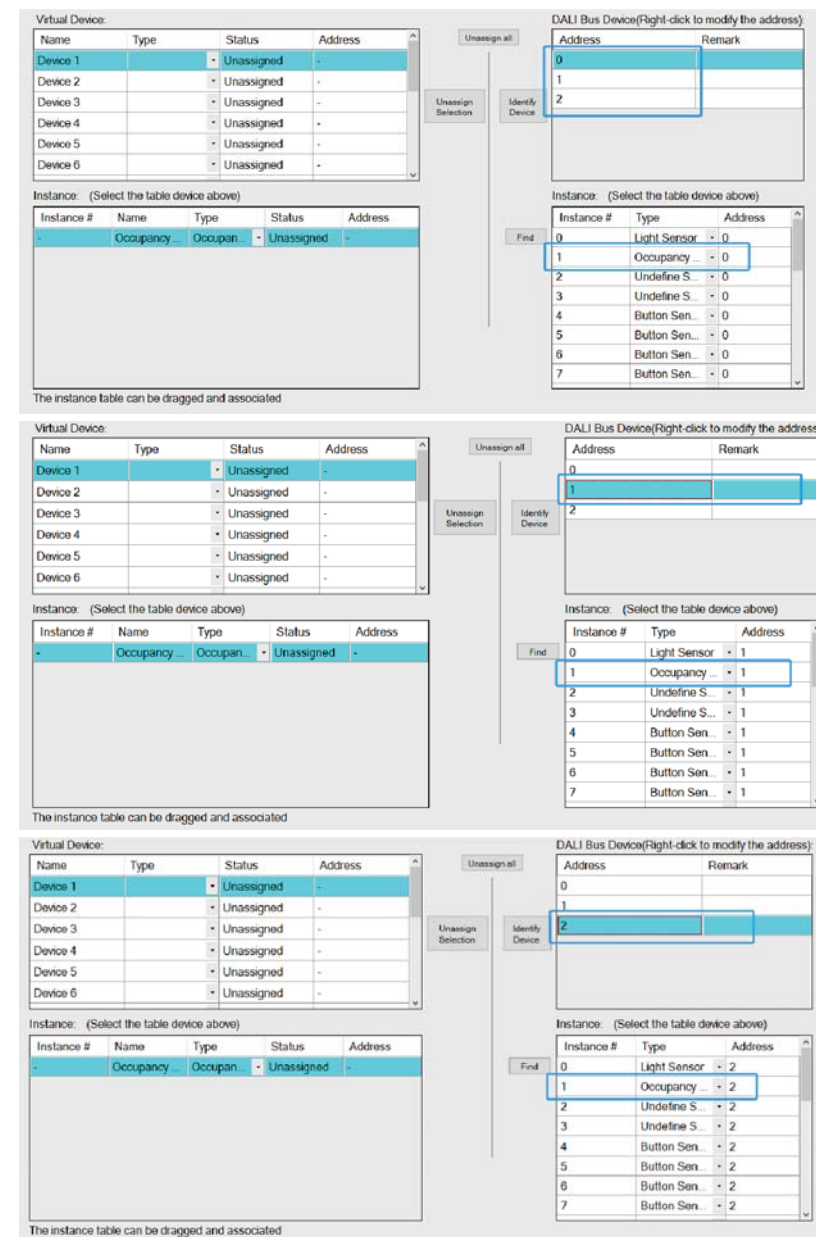 Virtual Device: DALI Bus Device(Right-click to modify the address):
Name Type Status Address Unassign all Address Remark
Device 1 Unassigned - 0
Device 2 Unassigned - 1
Device 3 Unassigned - Unassign Selection Identify Device 2
Device 4 Unassigned -
Device 5 Unassigned -
Device 6 Unassigned -
Instance: (Select the table device above) Instance: (Select the table device above)
Instance # Name Type Status Address Instance # Type Address
- Occupancy ... Occupan... Unassigned - Find 0 Light Sensor 0
1 Occupancy ... 0
2 Undefine S... 0
3 Undefine S... 0
4 Button Sen... 0
5 Button Sen... 0
6 Button Sen... 0
7 Button Sen... 0
The instance table can be dragged and associated
Virtual Device: DALI Bus Device(Right-click to modify the address
Name Type Status Address Unassign all Address Remark
Device 1 Unassigned - 0
Device 2 Unassigned - 1
Device 3 Unassigned - Unassign Selection Identify Device 2
Device 4 Unassigned -
Device 5 Unassigned -
Device 6 Unassigned -
Instance: (Select the table device above) Instance: (Select the table device above)
Instance # Name Type Status Address Instance # Type Address
- Occupancy ... Occupan... Unassigned - Find 0 Light Sensor 1
1 Occupancy ... 1
2 Undefine S... 1
3 Undefine S... 1
4 Button Sen... 1
5 Button Sen... 1
6 Button Sen... 1
7 Button Sen... 1
The instance table can be dragged and associated
Virtual Device: DALI Bus Device(Right-click to modify the address):
Name Type Status Address Unassign all Address Remark
Device 1 Unassigned - 0
Device 2 Unassigned - 1
Device 3 Unassigned - Unassign Selection Identify Device 2
Device 4 Unassigned -
Device 5 Unassigned -
Device 6 Unassigned -
Instance: (Select the table device above) Instance: (Select the table device above)
Instance # Name Type Status Address Instance # Type Address
- Occupancy ... Occupan... Unassigned - Find 0 Light Sensor 2
1 Occupancy ... 2
2 Undefine S... 2
3 Undefine S... 2
4 Button Sen... 2
5 Button Sen... 2
6 Button Sen... 2
7 Button Sen... 2
The instance table can be dragged and associated